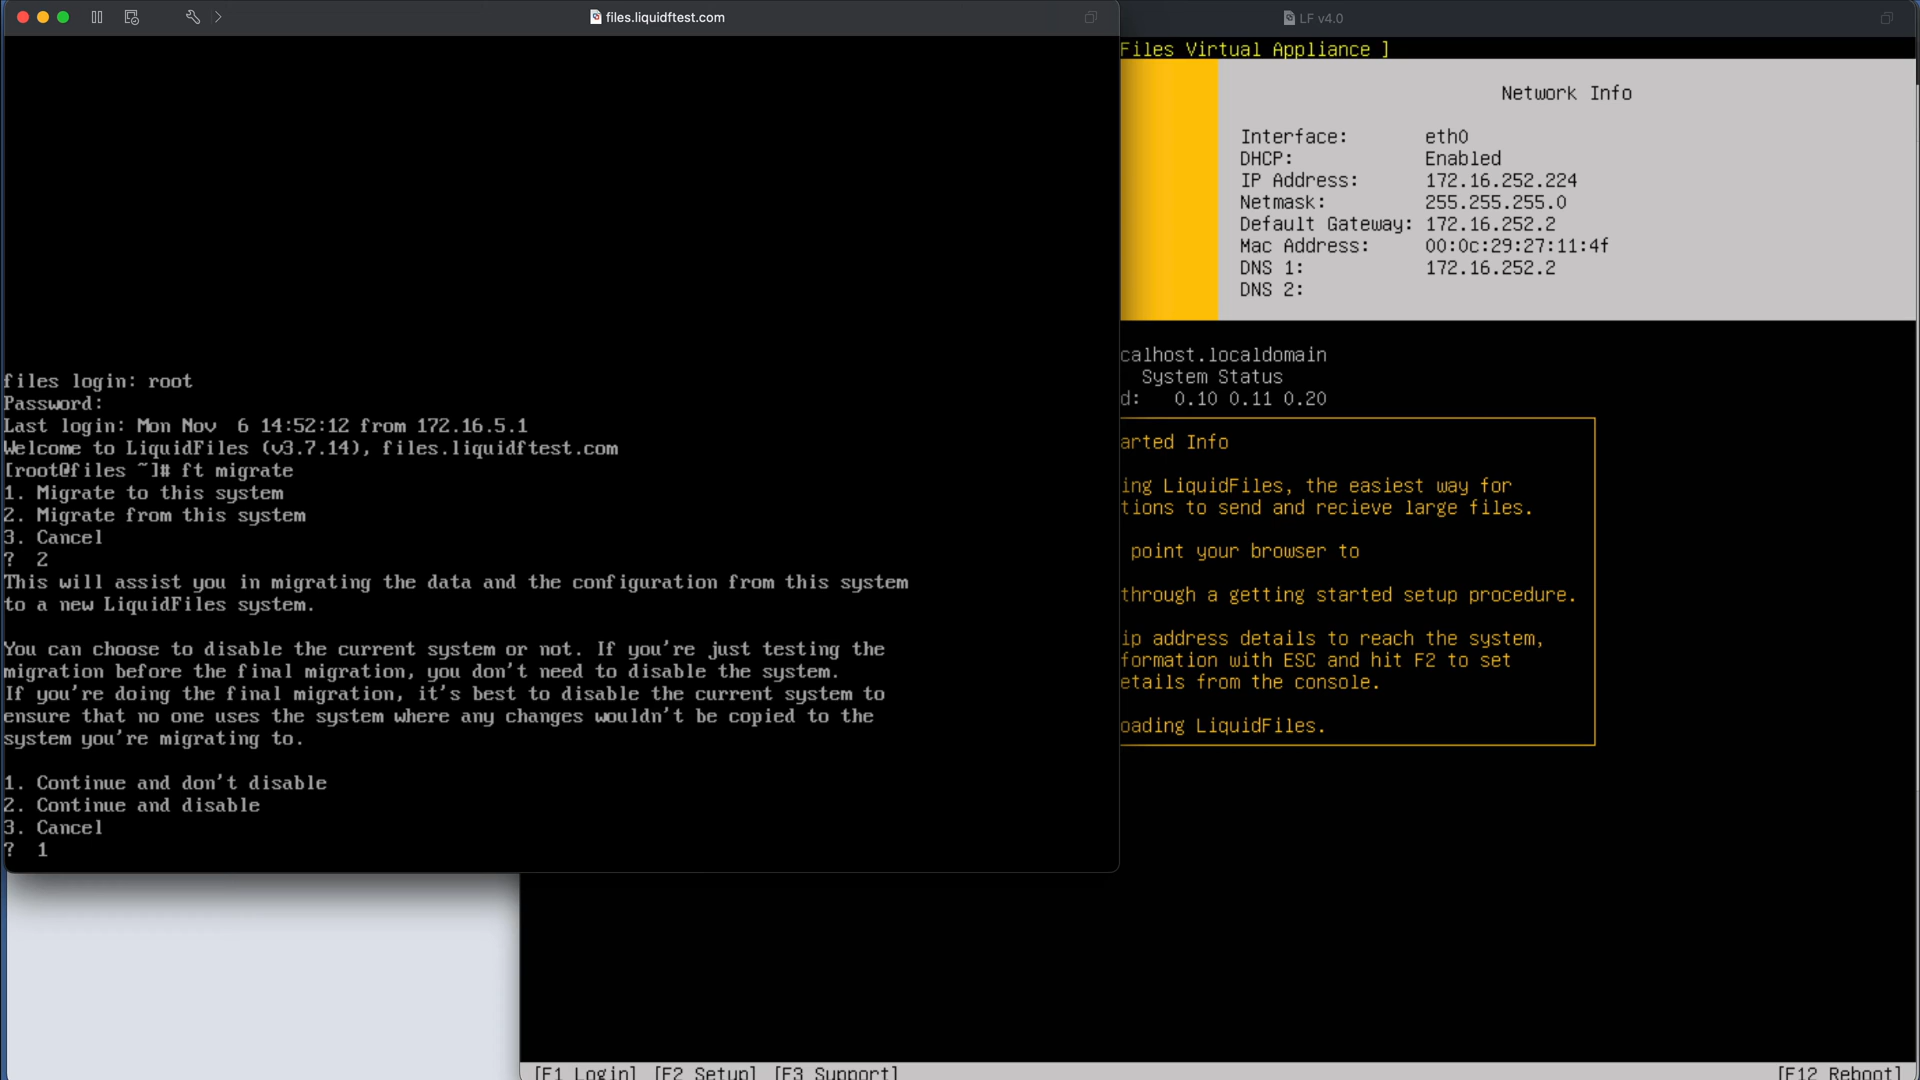 files.liquidftest.com
files login: root
Password:
Last login: Mon Nov  6 14:52:12 from 172.16.5.1
Welcome to LiquidFiles (v3.7.14), files.liquidftest.com
[root@files ~]# ft migrate
1. Migrate to this system
2. Migrate from this system
3. Cancel
?  2
This will assist you in migrating the data and the configuration from this system
to a new LiquidFiles system.
You can choose to disable the current system or not. If you're just testing the
migration before the final migration, you don't need to disable the system.
If you're doing the final migration, it's best to disable the current system to
ensure that no one uses the system where any changes wouldn't be copied to the
system you're migrating to.
1. Continue and don't disable
2. Continue and disable
3. Cancel
?  1
LF v4.0
Files Virtual Appliance ]
Network Info
Interface: eth0
DHCP: Enabled
IP Address: 172.16.252.224
Netmask: 255.255.255.0
Default Gateway: 172.16.252.2
Mac Address: 00:0c:29:27:11:4f
DNS 1: 172.16.252.2
DNS 2:
calhost.localdomain
System Status
d:   0.10 0.11 0.20
arted Info
ing LiquidFiles, the easiest way for
tions to send and recieve large files.
point your browser to
through a getting started setup procedure.
ip address details to reach the system,
formation with ESC and hit F2 to set
etails from the console.
oading LiquidFiles.
[F1 Login] [F2 Setup] [F3 Support]
[F12 Reboot]